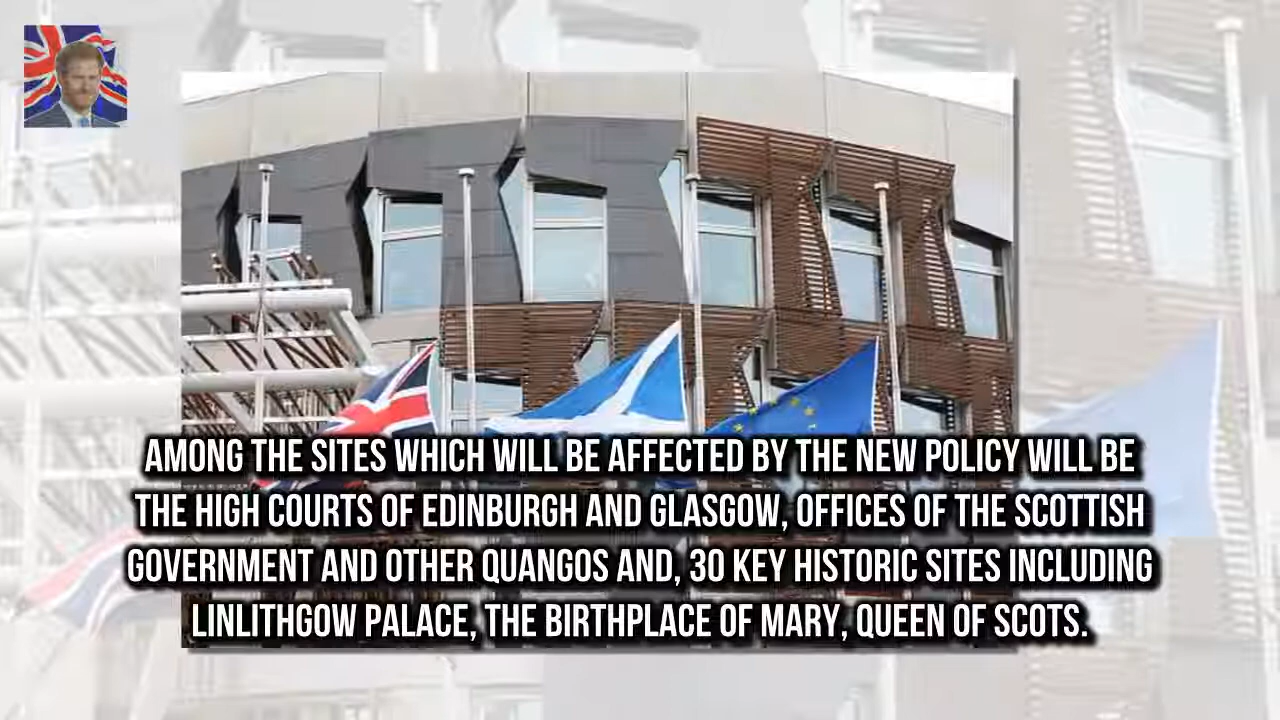 AMONG THE SITES WHICH WILL BE AFFECTED BY THE NEW POLICY WILL BE
THE HIGH COURTS OF EDINBURGH AND GLASGOW, OFFICES OF THE SCOTTISH
GOVERNMENT AND OTHER QUANGOS AND, 30 KEY HISTORIC SITES INCLUDING
LINLITHGOW PALACE, THE BIRTHPLACE OF MARY, QUEEN OF SCOTS.